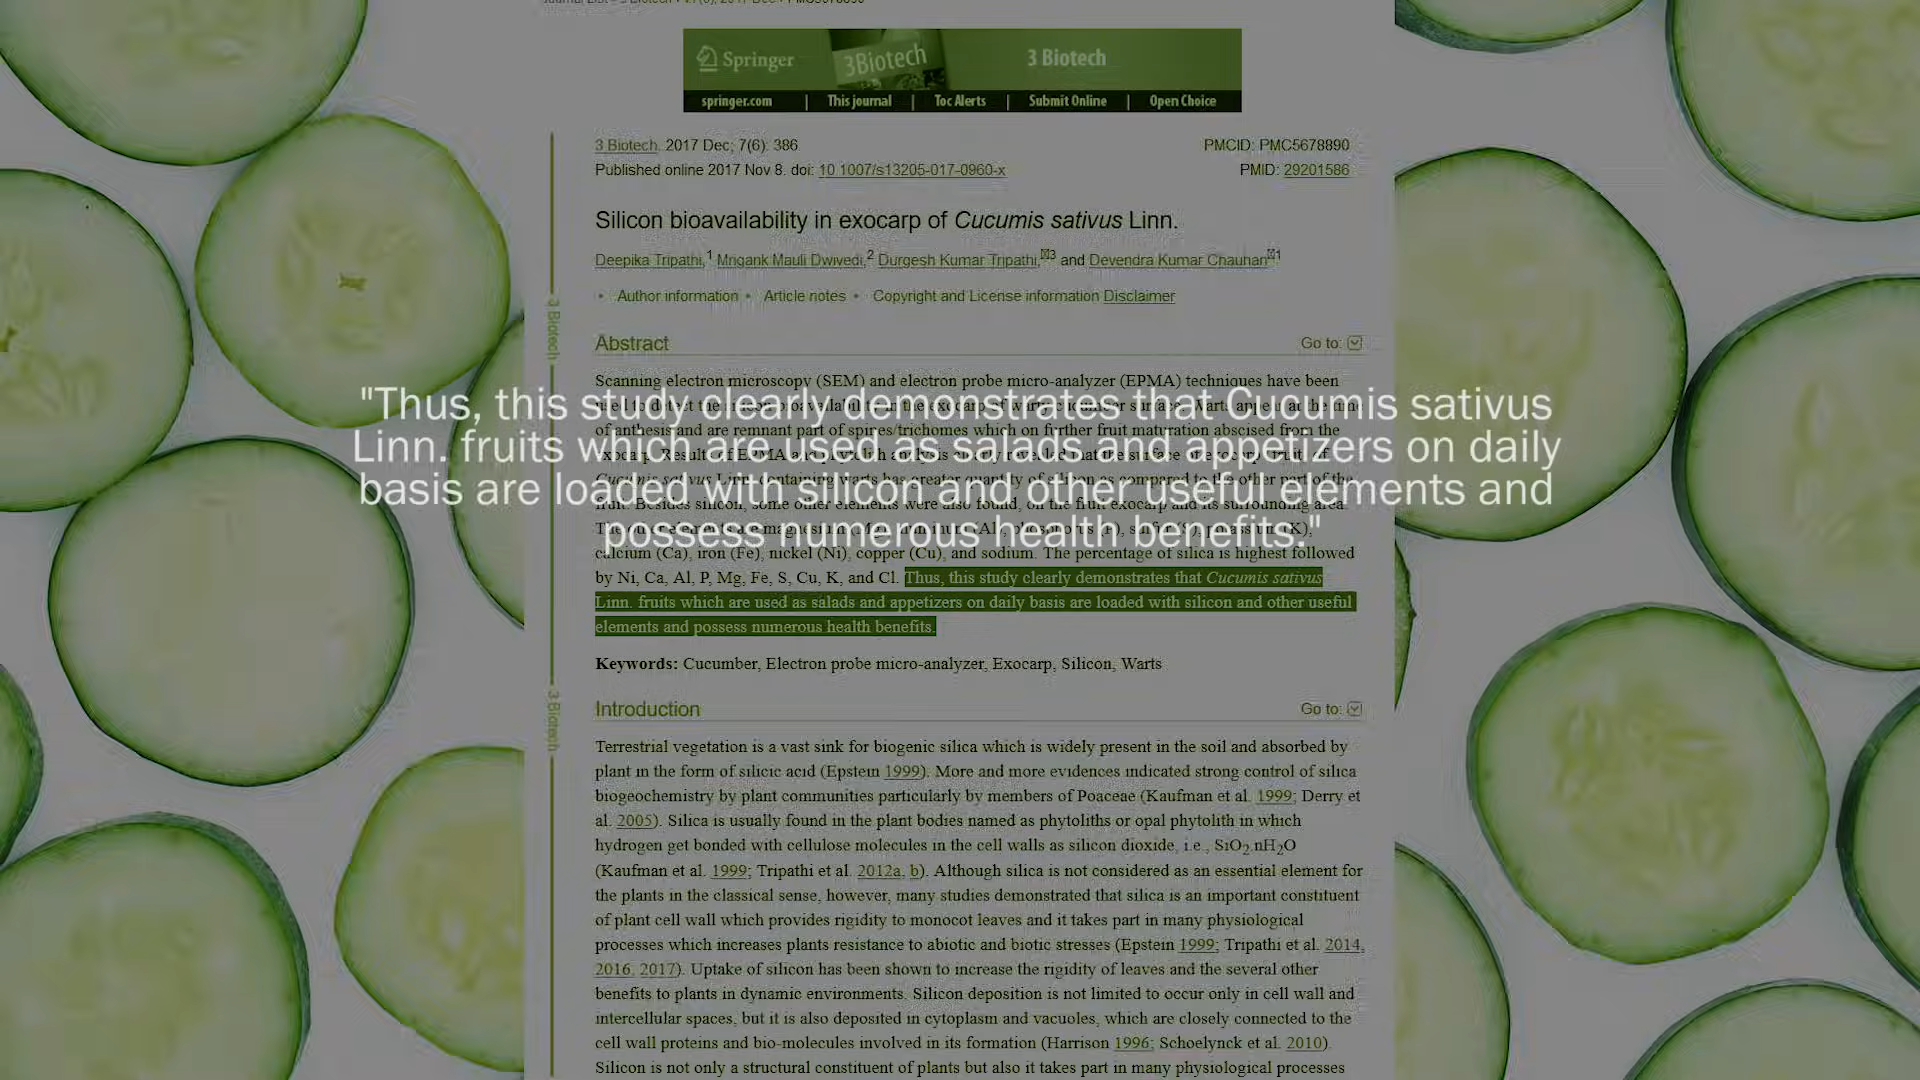 Springer
3Biotech
3 Biotech
springer.com | This journal | Toc Alerts | Submit Online | Open Choice
3 Biotech. 2017 Dec; 7(6): 386
PMCID: PMC5678890
Published online 2017 Nov 8. doi: 10.1007/s13205-017-0960-x
PMID: 29201586
Silicon bioavailability in exocarp of Cucumis sativus Linn.
Deepika Tripathi,1 Mrigank Mauli Dwivedi,2 Durgesh Kumar Tripathi,3 and Devendra Kumar Chauhan1
• Author information • Article notes • Copyright and License information Disclaimer
Abstract
Go to:
Scanning electron microscopy (SEM) and electron probe micro-analyzer (EPMA) techniques have been
"Thus, this study clearly demonstrates that Cucumis sativus
of anthesis and are remnant part of spines/trichomes which on further fruit maturation abscised from the
Linn. fruits which are used as salads and appetizers on daily
basis are loaded with silicon and other useful elements and
fruit. Besides silicon, some other elements were also found, on the fruit exocarp and its surrounding area.
possess numerous health benefits."
calcium (Ca), iron (Fe), nickel (Ni), copper (Cu), and sodium. The percentage of silica is highest followed
by Ni, Ca, Al, P, Mg, Fe, S, Cu, K, and Cl. Thus, this study clearly demonstrates that Cucumis sativus
Linn. fruits which are used as salads and appetizers on daily basis are loaded with silicon and other useful
elements and possess numerous health benefits.
Keywords: Cucumber, Electron probe micro-analyzer, Exocarp, Silicon, Warts
3 Biotech
3 Biotech
Introduction
Go to:
Terrestrial vegetation is a vast sink for biogenic silica which is widely present in the soil and absorbed by
plant in the form of silicic acid (Epstein 1999). More and more evidences indicated strong control of silica
biogeochemistry by plant communities particularly by members of Poaceae (Kaufman et al. 1999; Derry et
al. 2005). Silica is usually found in the plant bodies named as phytoliths or opal phytolith in which
hydrogen get bonded with cellulose molecules in the cell walls as silicon dioxide, i.e., SiO2.nH2O
(Kaufman et al. 1999; Tripathi et al. 2012a, b). Although silica is not considered as an essential element for
the plants in the classical sense, however, many studies demonstrated that silica is an important constituent
of plant cell wall which provides rigidity to monocot leaves and it takes part in many physiological
processes which increases plants resistance to abiotic and biotic stresses (Epstein 1999; Tripathi et al. 2014,
2016, 2017). Uptake of silicon has been shown to increase the rigidity of leaves and the several other
benefits to plants in dynamic environments. Silicon deposition is not limited to occur only in cell wall and
intercellular spaces, but it is also deposited in cytoplasm and vacuoles, which are closely connected to the
cell wall proteins and bio-molecules involved in its formation (Harrison 1996; Schoelynck et al. 2010).
Silicon is not only a structural constituent of plants but also it takes part in many physiological processes